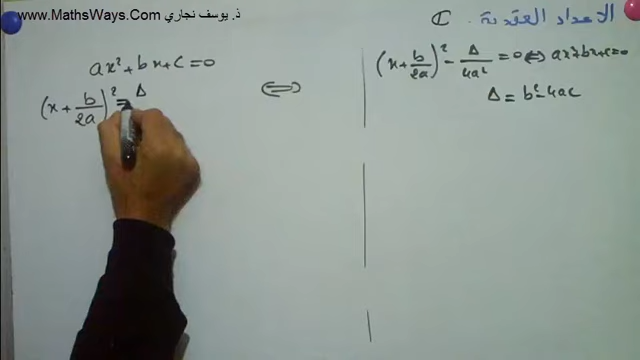 www.MathsWays.Com ذ. يوسف نجاري
الاعداد العقدية . ℂ
ax² + bx + c = 0
(x + b/2a)² = Δ
⇔
(x + b/2a)² - Δ/4a² = 0 ⇔ ax² + bx + c = 0
Δ = b² - 4ac